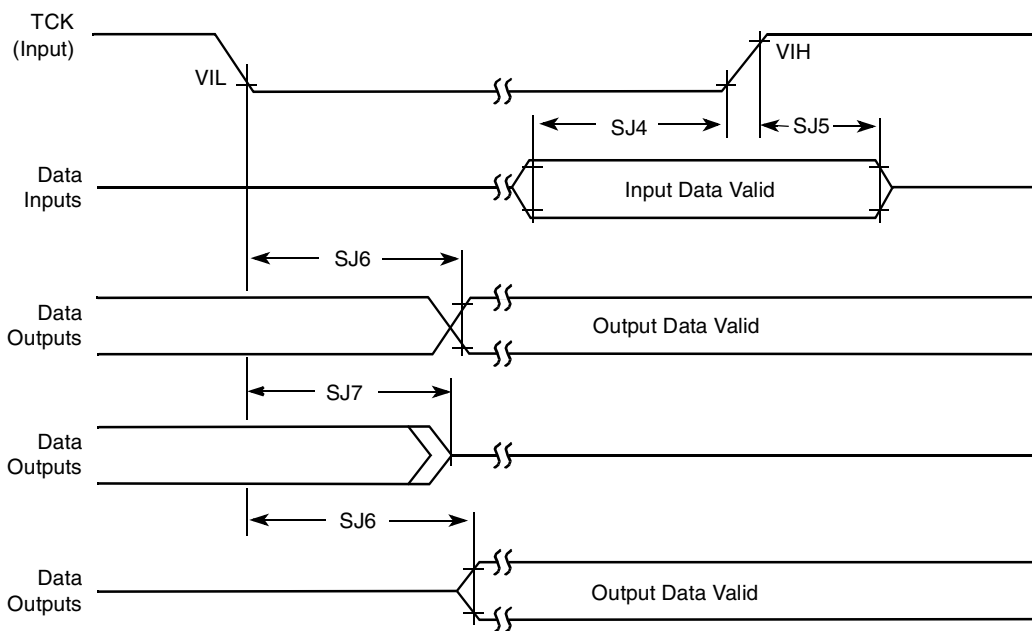 TCK
(Input)
VIL
VIH
SJ4
SJ5
Data
Inputs
Input Data Valid
SJ6
Data
Outputs
Output Data Valid
SJ7
Data
Outputs
SJ6
Data
Outputs
Output Data Valid